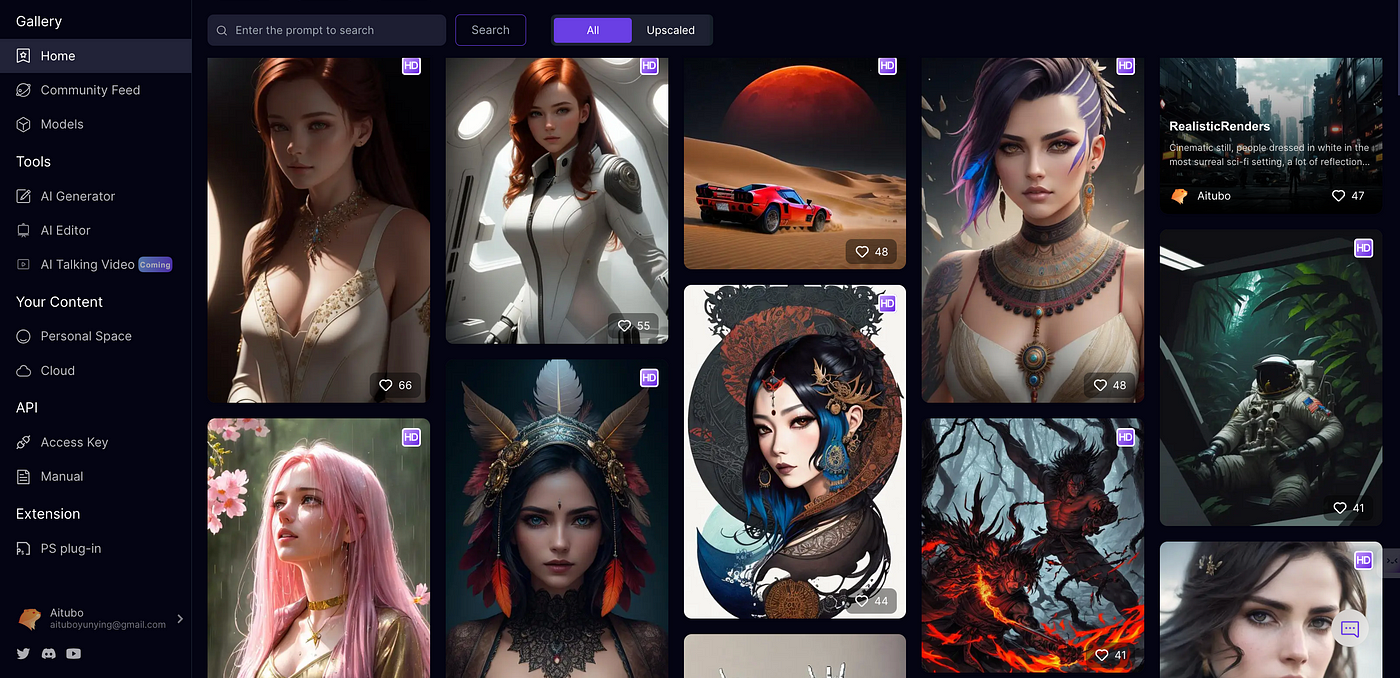 Gallery
Home
Community Feed
Models
Tools
AI Generator
AI Editor
AI Talking Video Coming
Your Content
Personal Space
Cloud
API
Access Key
Manual
Extension
PS plug-in
Aitubo
aituboyunying@gmail.com
Enter the prompt to search
Search
All
Upscaled
HD
66
HD
HD
55
HD
HD
48
HD
44
HD
48
HD
41
RealisticRenders
Cinematic still, people dressed in white in the
most surreal sci-fi setting, a lot of reflection...
Aitubo
47
HD
41
HD